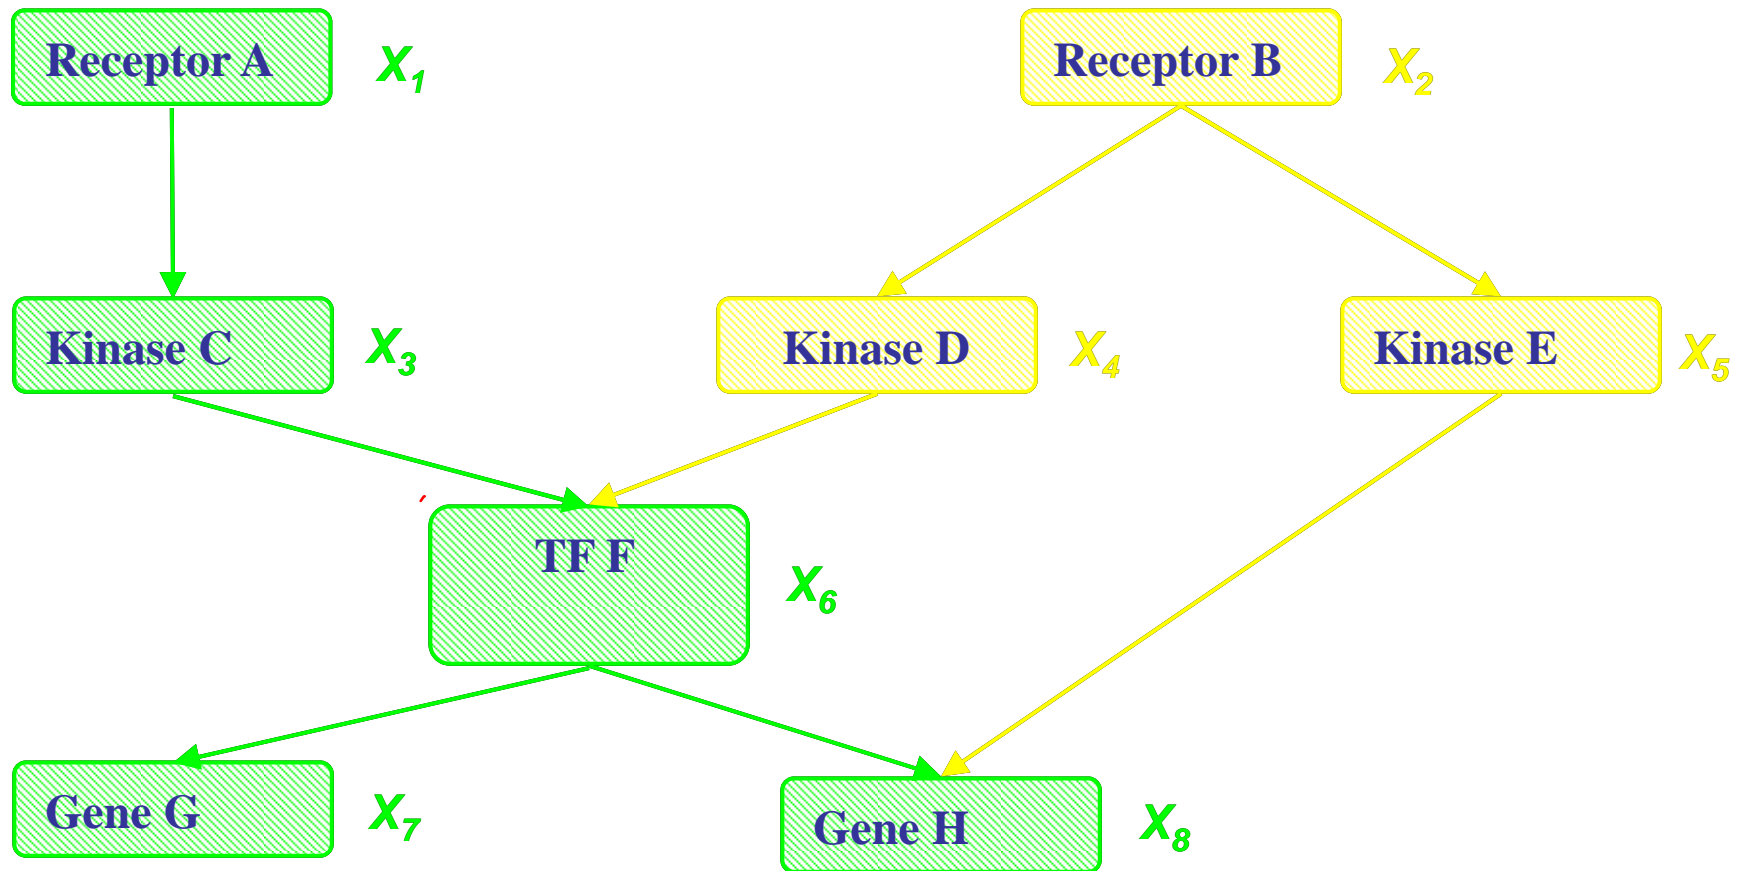 Receptor A X1 Receptor B X2
Kinase C X3 Kinase D X4 Kinase E X5
TF F X6
Gene G X7 Gene H X8